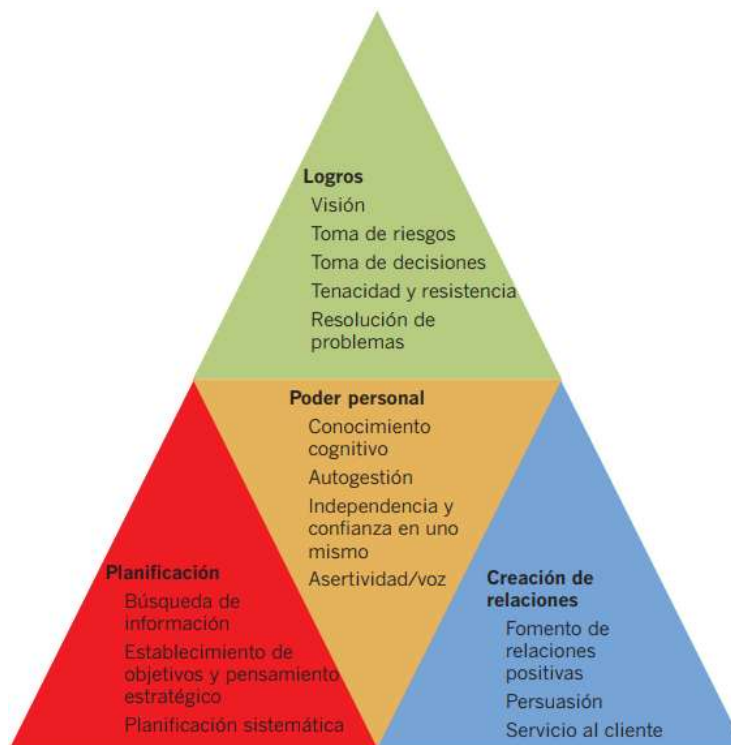 Logros
Visión
Toma de riesgos
Toma de decisiones
Tenacidad y resistencia
Resolución de
problemas
Poder personal
Conocimiento
cognitivo
Autogestión
Independencia y
confianza en uno
mismo
Asertividad/voz
Planificación
Búsqueda de
información
Establecimiento de
objetivos y pensamiento
estratégico
Planificación sistemática
Creación de
relaciones
Fomento de
relaciones
positivas
Persuasión
Servicio al cliente